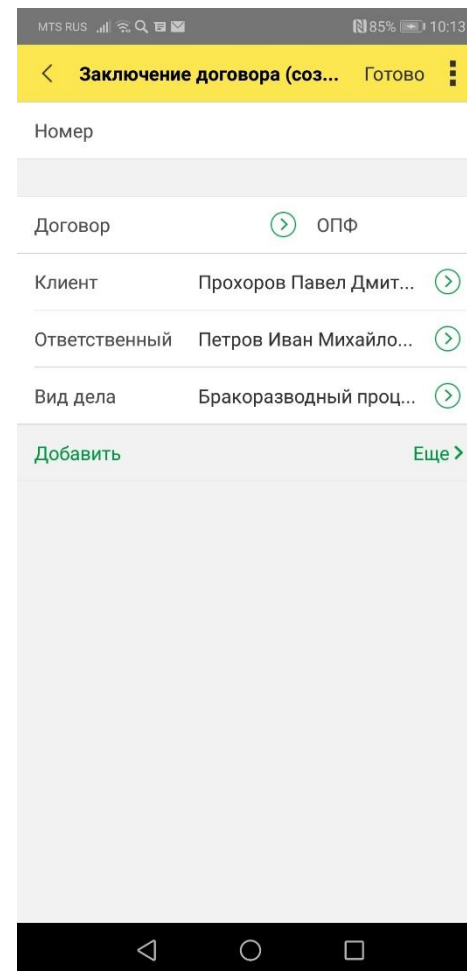 MTS RUS 85% 10:13
Заключение договора (соз... Готово
Номер
Договор ОПФ
Клиент Прохоров Павел Дмит...
Ответственный Петров Иван Михайло...
Вид дела Бракоразводный проц...
Добавить Еще